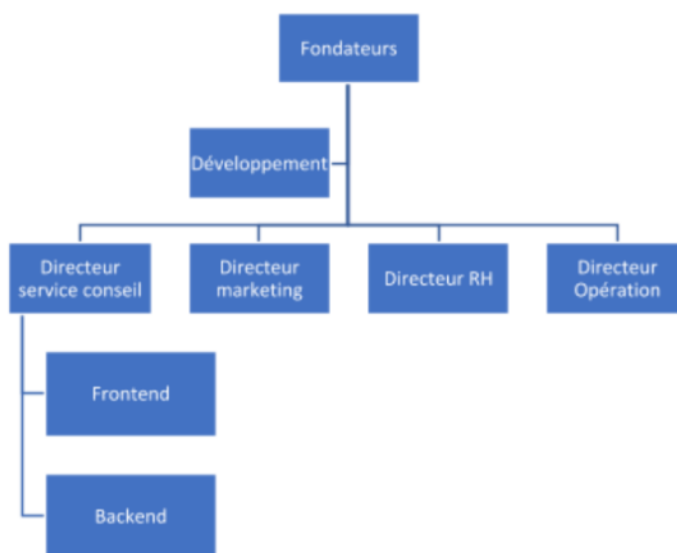 Fondateurs
Développement
Directeur
service conseil
Directeur
marketing
Directeur RH
Directeur
Opération
Frontend
Backend